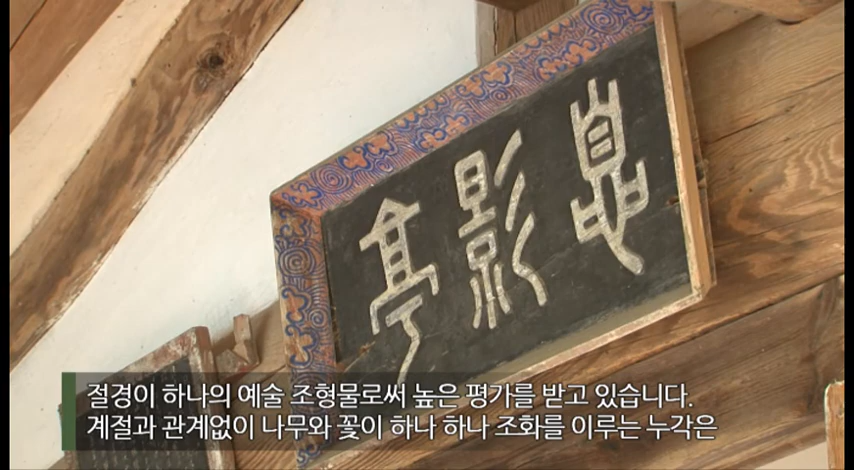 息影亭
절경이 하나의 예술 조형물로써 높은 평가를 받고 있습니다.
계절과 관계없이 나무와 꽃이 하나 하나 조화를 이루는 누각은